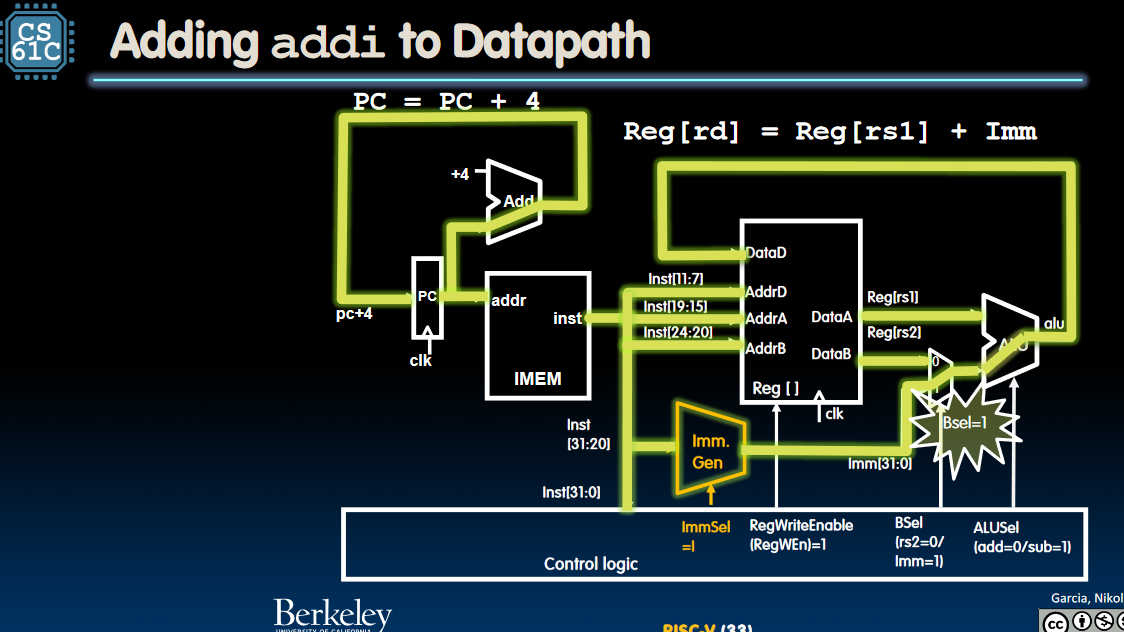 CS
61C
Adding addi to Datapath
PC = PC + 4
Reg[rd] = Reg[rs1] + Imm
+4
Add
pc+4
PC
clk
addr
inst
IMEM
Inst[11:7]
Inst[19:15]
Inst[24:20]
DataD
AddrD
AddrA
AddrB
DataA
DataB
Reg [ ]
clk
Reg[rs1]
Reg[rs2]
0
ALU
alu
Bsel=1
Inst
[31:20]
Imm.
Gen
Imm[31:0]
Inst[31:0]
ImmSel
=I
RegWriteEnable
(RegWEn)=1
BSel
(rs2=0/
Imm=1)
ALUSel
(add=0/sub=1)
Control logic
Berkeley
UNIVERSITY OF CALIFORNIA
RISC-V (33)
Garcia, Nikol
cc